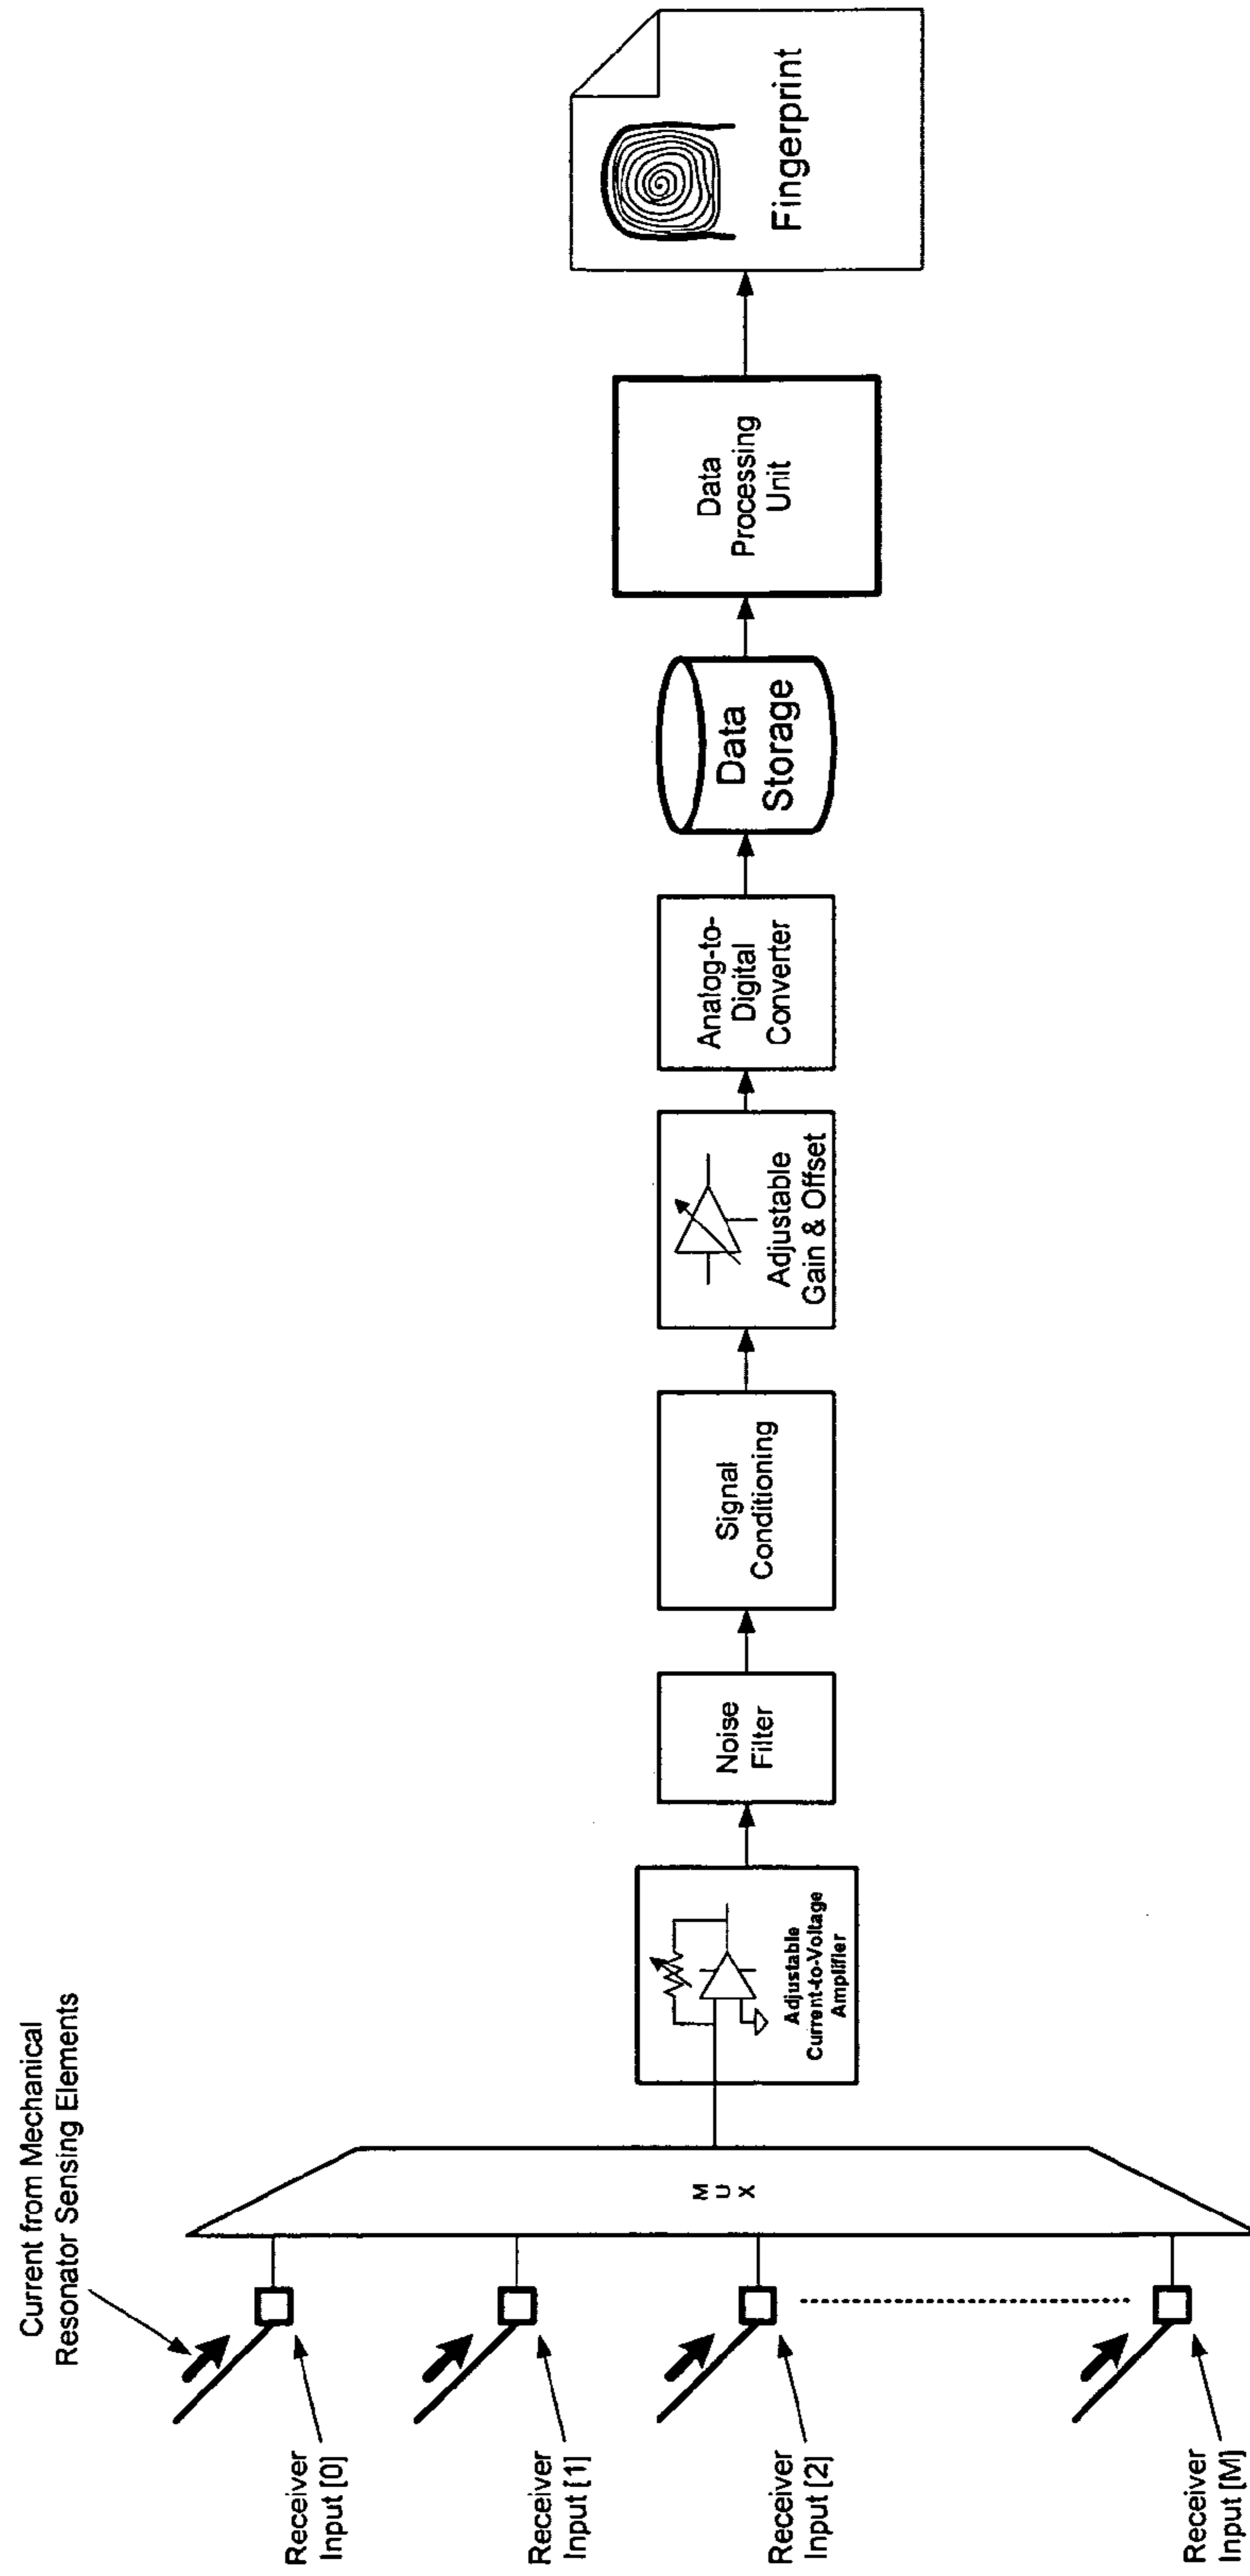 Current from Mechanical
Resonator Sensing Elements
Receiver
Input [0]
Receiver
Input [1]
Receiver
Input [2]
Receiver
Input [M]
M
U
X
Adjustable
Current-to-Voltage
Amplifier
Noise
Filter
Signal
Conditioning
Adjustable
Gain & Offset
Analog-to-
Digital
Converter
Data
Storage
Data
Processing
Unit
Fingerprint